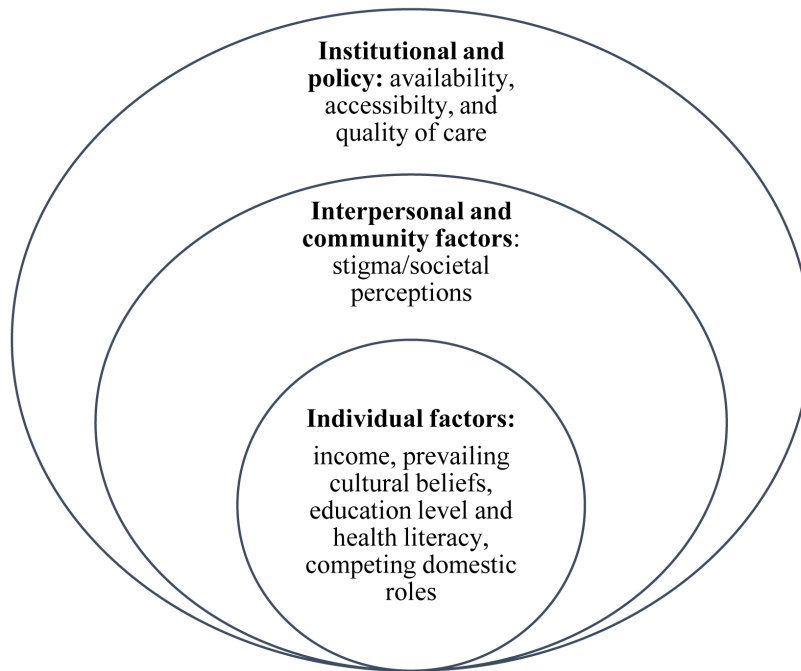 Institutional and
policy: availability,
accessibilty, and
quality of care
Interpersonal and
community factors:
stigma/societal
perceptions
Individual factors:
income, prevailing
cultural beliefs,
education level and
health literacy,
competing domestic
roles